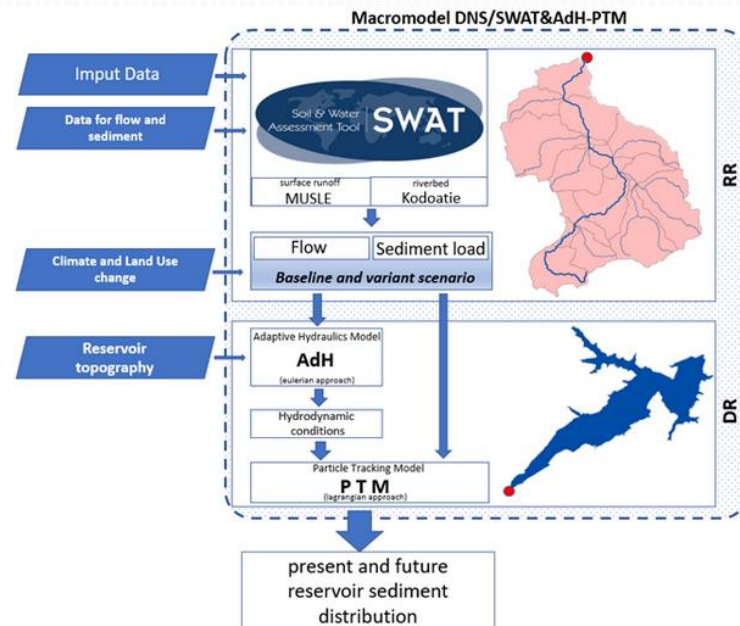 Macromodel DNS/SWAT&AdH-PTM
Imput Data
Data for flow and
sediment
Soil & Water
Assessment Tool
SWAT
surface runoff
MUSLE
riverbed
Kodoatie
RR
Climate and Land Use
change
Flow
Sediment load
Baseline and variant scenario
Reservoir
topography
Adaptive Hydraulics Model
AdH
(eulerian approach)
Hydrodynamic
conditions
Particle Tracking Model
P T M
(lagrangian approach)
DR
present and future
reservoir sediment
distribution